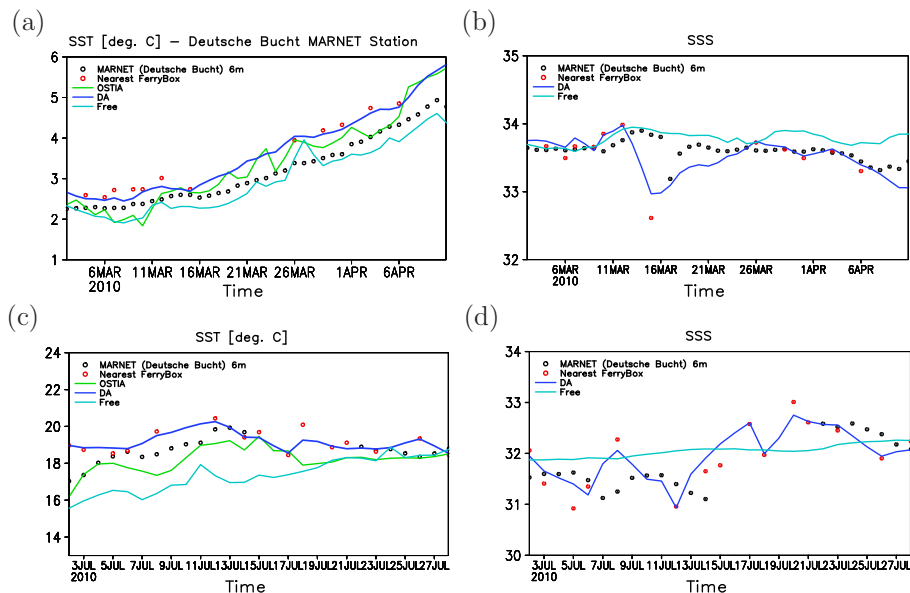 (a)
SST [deg. C] – Deutsche Bucht MARNET Station
6
5
4
3
2
1
MARNET (Deutsche Bucht) 6m
Nearest FerryBox
OSTIA
DA
Free
6MAR 11MAR 16MAR 21MAR 26MAR 1APR 6APR
2010
Time
(b)
SSS
35
34
33
32
MARNET (Deutsche Bucht) 6m
Nearest FerryBox
DA
Free
6MAR 11MAR 16MAR 21MAR 26MAR 1APR 6APR
2010
Time
(c)
SST [deg. C]
24
22
20
18
16
14
MARNET (Deutsche Bucht) 6m
Nearest FerryBox
OSTIA
DA
Free
3JUL 5JUL 7JUL 9JUL 11JUL 13JUL 15JUL 17JUL 19JUL 21JUL 23JUL 25JUL 27JUL
2010
Time
(d)
SSS
34
33
32
31
30
MARNET (Deutsche Bucht) 6m
Nearest FerryBox
DA
Free
3JUL 5JUL 7JUL 9JUL 11JUL 13JUL 15JUL 17JUL 19JUL 21JUL 23JUL 25JUL 27JUL
2010
Time